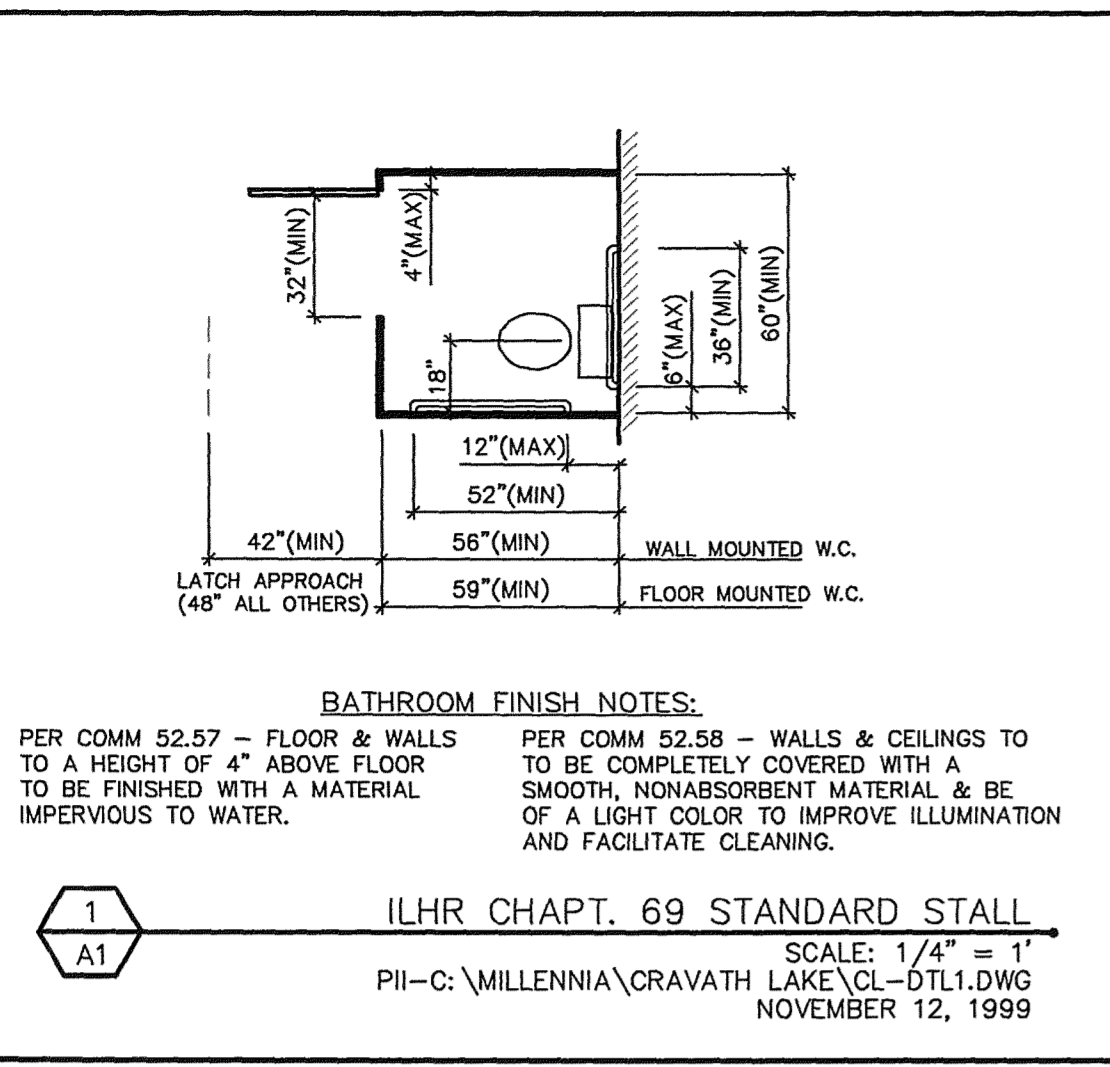 32"(MIN)
4"(MAX)
18"
6"(MAX)
36"(MIN)
60"(MIN)
12"(MAX)
52"(MIN)
42"(MIN)
56"(MIN)
WALL MOUNTED W.C.
LATCH APPROACH
(48" ALL OTHERS)
59"(MIN)
FLOOR MOUNTED W.C.
BATHROOM FINISH NOTES:
PER COMM 52.57 – FLOOR & WALLS
TO A HEIGHT OF 4" ABOVE FLOOR
TO BE FINISHED WITH A MATERIAL
IMPERVIOUS TO WATER.
PER COMM 52.58 – WALLS & CEILINGS TO
TO BE COMPLETELY COVERED WITH A
SMOOTH, NONABSORBENT MATERIAL & BE
OF A LIGHT COLOR TO IMPROVE ILLUMINATION
AND FACILITATE CLEANING.
1
A1
ILHR CHAPT. 69 STANDARD STALL
SCALE: 1/4" = 1'
PII–C:\MILLENNIA\CRAVATH LAKE\CL–DTL1.DWG
NOVEMBER 12, 1999